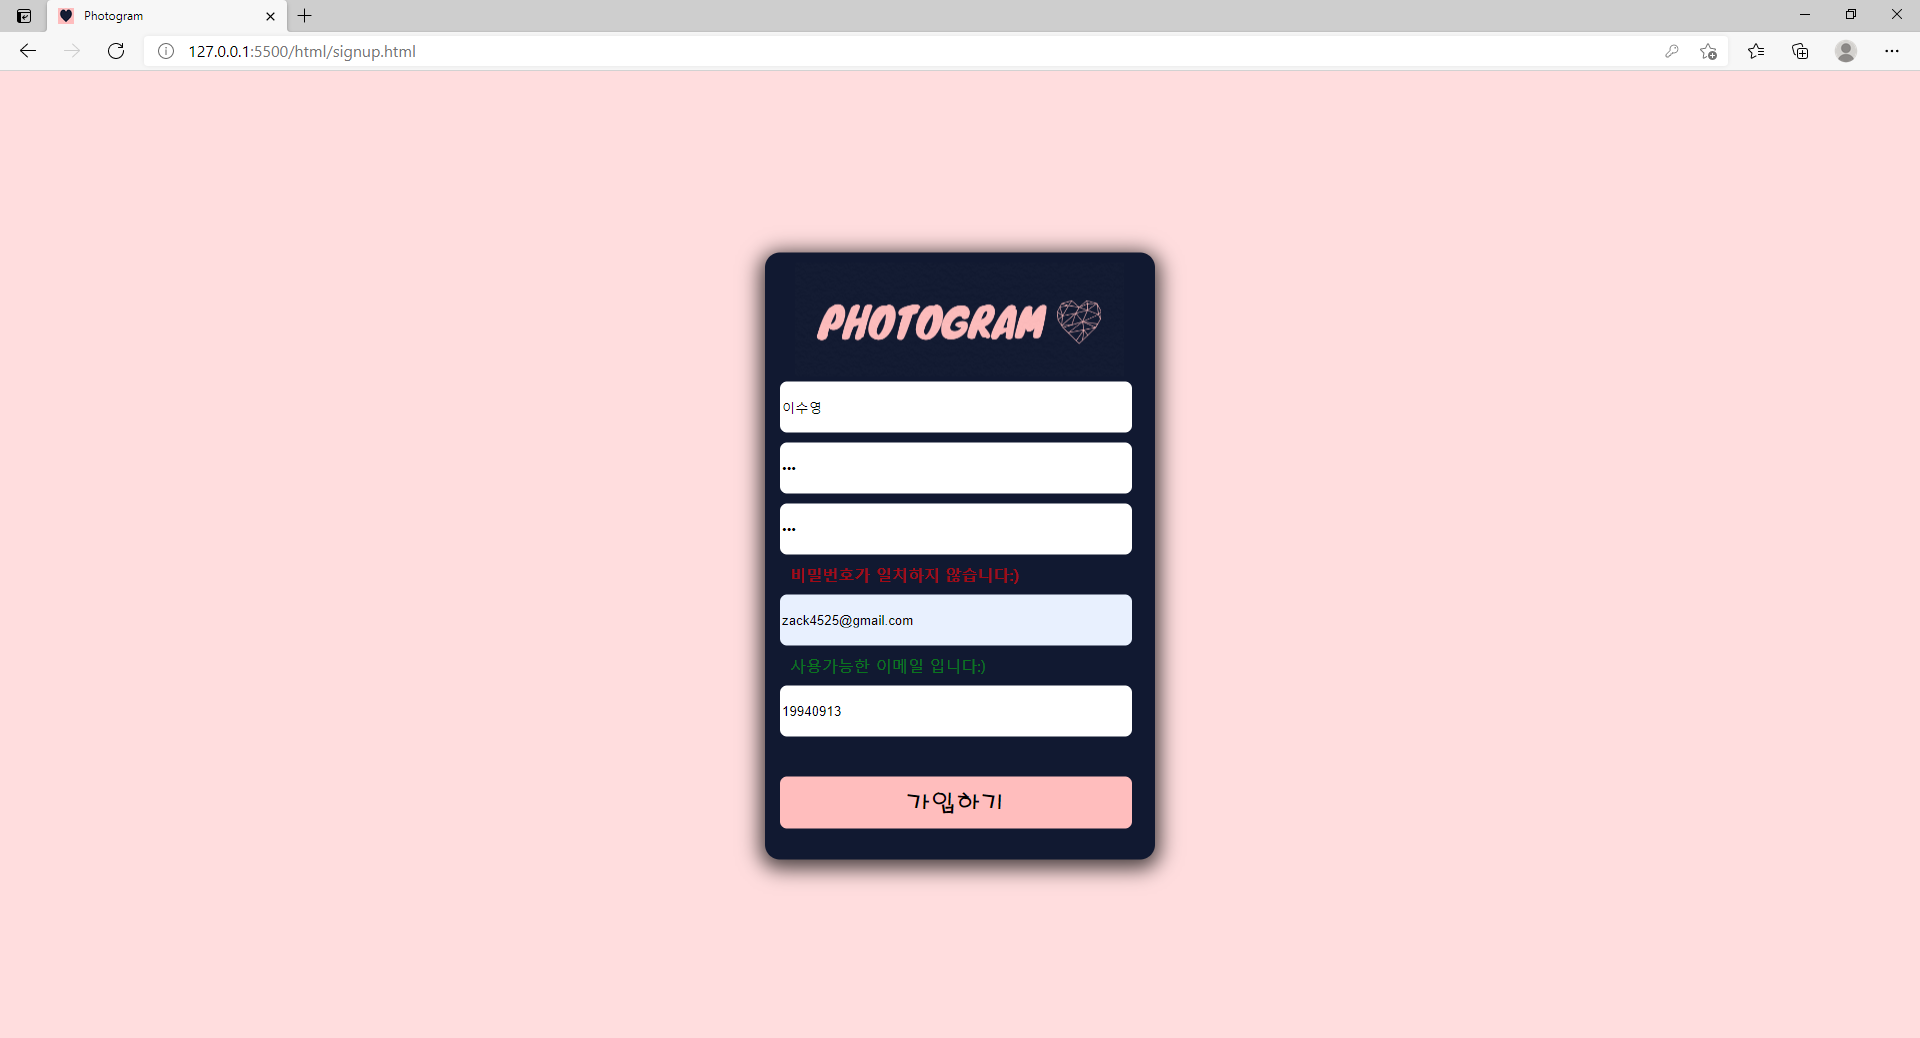 Photogram
127.0.0.1:5500/html/signup.html
PHOTOGRAM
이수영
•••
•••
비밀번호가 일치하지 않습니다:)
zack4525@gmail.com
사용가능한 이메일 입니다:)
19940913
가입하기